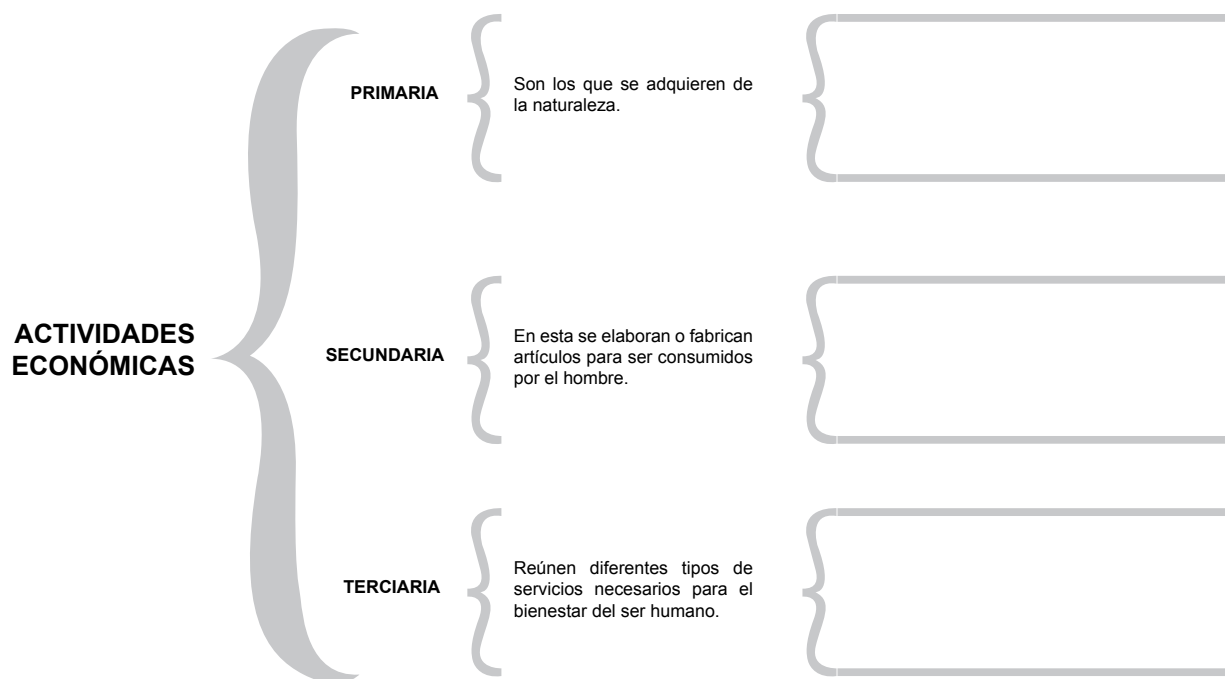 PRIMARIA
Son los que se adquieren de
la naturaleza.
ACTIVIDADES
ECONÓMICAS
SECUNDARIA
En esta se elaboran o fabrican
artículos para ser consumidos
por el hombre.
TERCIARIA
Reúnen diferentes tipos de
servicios necesarios para el
bienestar del ser humano.